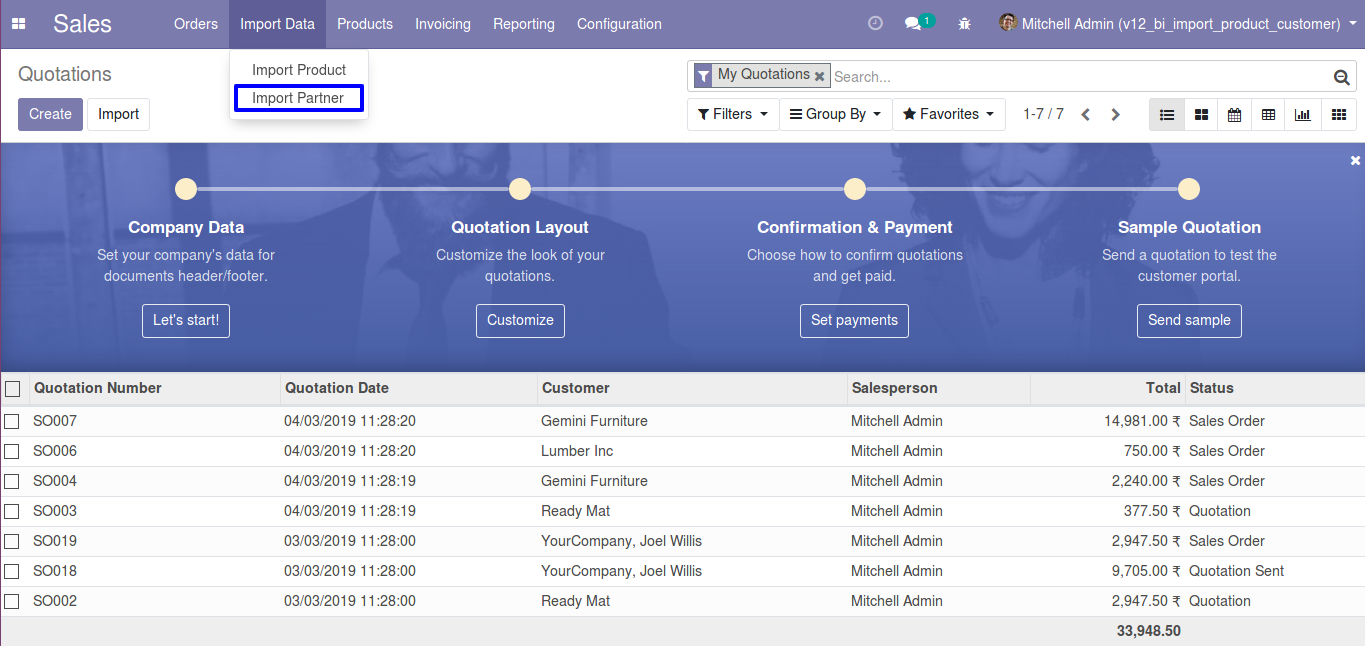 Sales Orders Import Data Products Invoicing Reporting Configuration 1 Mitchell Admin (v12_bi_import_product_customer)
Quotations
Import Product
Import Partner
My Quotations Search...
Create Import
Filters Group By Favorites 1-7 / 7
Company Data
Set your company's data for
documents header/footer.
Let's start!
Quotation Layout
Customize the look of your
quotations.
Customize
Confirmation & Payment
Choose how to confirm quotations
and get paid.
Set payments
Sample Quotation
Send a quotation to test the
customer portal.
Send sample
Quotation Number Quotation Date Customer Salesperson Total Status
SO007 04/03/2019 11:28:20 Gemini Furniture Mitchell Admin 14,981.00 ₹ Sales Order
SO006 04/03/2019 11:28:20 Lumber Inc Mitchell Admin 750.00 ₹ Sales Order
SO004 04/03/2019 11:28:19 Gemini Furniture Mitchell Admin 2,240.00 ₹ Sales Order
SO003 04/03/2019 11:28:19 Ready Mat Mitchell Admin 377.50 ₹ Quotation
SO019 03/03/2019 11:28:00 YourCompany, Joel Willis Mitchell Admin 2,947.50 ₹ Sales Order
SO018 03/03/2019 11:28:00 YourCompany, Joel Willis Mitchell Admin 9,705.00 ₹ Quotation Sent
SO002 03/03/2019 11:28:00 Ready Mat Mitchell Admin 2,947.50 ₹ Quotation
33,948.50